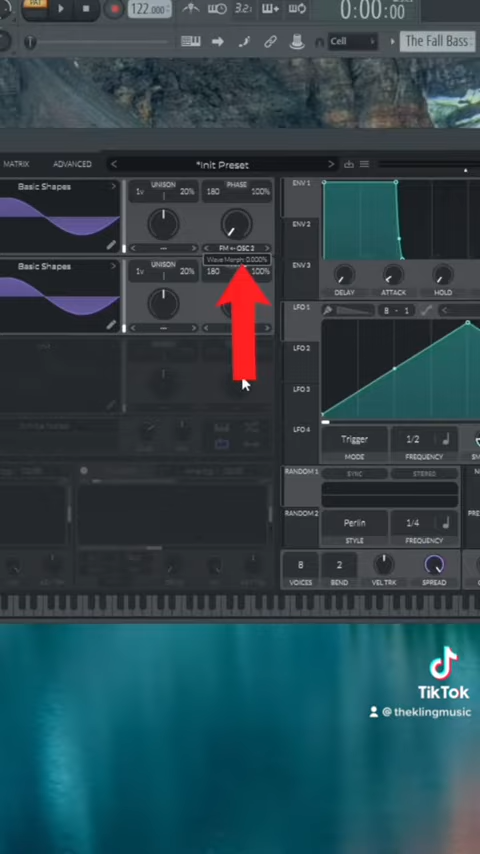 PAT
122.000
32
0:00:00
Cell
The Fall Bass
MATRIX
ADVANCED
*Init Preset
Basic Shapes
UNISON
1v
20%
PHASE
180
100%
FM <- OSC 2
Wave Morph: 0.000%
Basic Shapes
UNISON
1v
20%
180
100%
ENV 1
ENV 2
ENV 3
DELAY
ATTACK
HOLD
LFO 1
8 - 1
LFO 2
LFO 3
LFO 4
Trigger
MODE
1/2
FREQUENCY
SM
RANDOM 1
SYNC
STEREO
RANDOM 2
Perlin
STYLE
1/4
FREQUENCY
8
VOICES
2
BEND
VEL TRK
SPREAD
TikTok
@theklingmusic